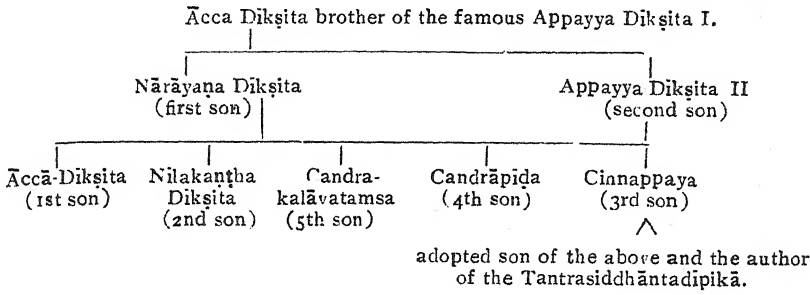 Ācca Dīkṣita brother of the famous Appayya Dīkṣita I.
Nārāyaṇa Dīkṣita
(first son)
Appayya Dīkṣita II
(second son)
Āccā-Dīkṣita
(1st son)
Nīlakaṇṭha
Dīkṣita
(2nd son)
Candra-
kalāvatamsa
(5th son)
Candrāpīḍa
(4th son)
Cinnappaya
(3rd son)
adopted son of the above and the author
of the Tantrasiddhāntadīpikā.